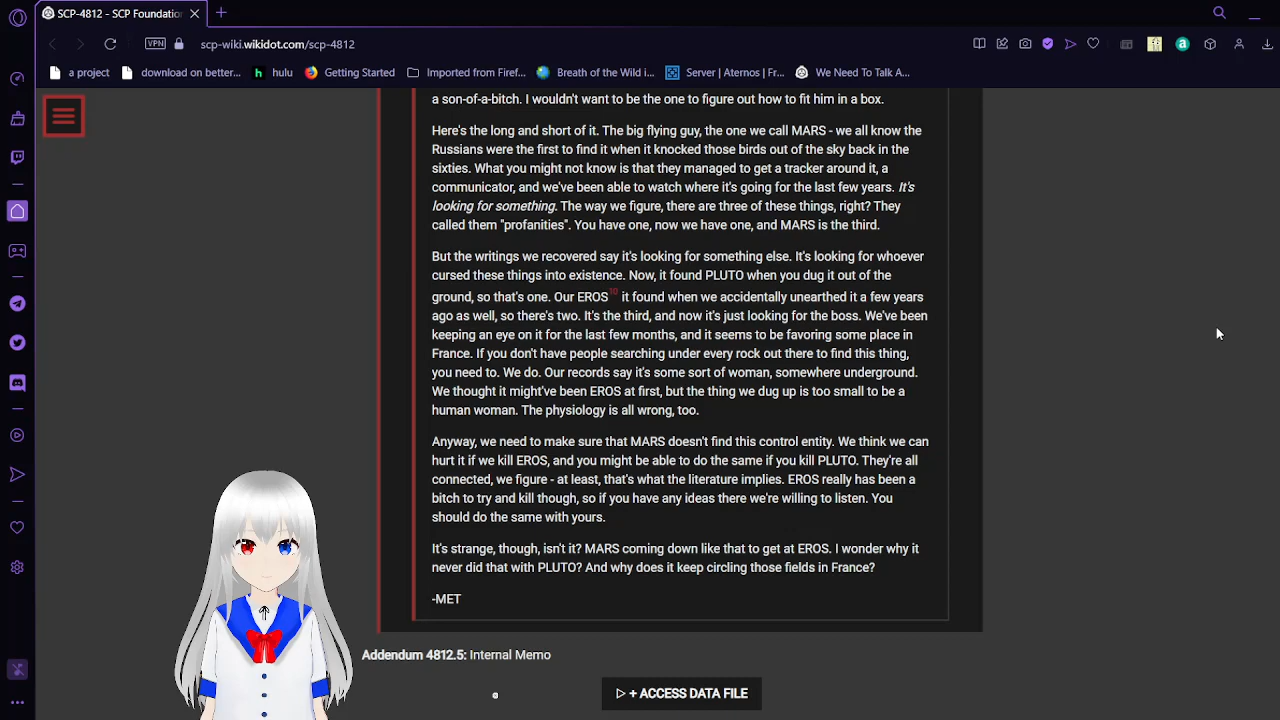 SCP-4812 - SCP Foundation
VPN
scp-wiki.wikidot.com/scp-4812
a project
download on better...
hulu
Getting Started
Imported from Firef...
Breath of the Wild i...
Server | Aternos | Fr...
We Need To Talk A...
a son-of-a-bitch. I wouldn't want to be the one to figure out how to fit him in a box.
Here's the long and short of it. The big flying guy, the one we call MARS - we all know the
Russians were the first to find it when it knocked those birds out of the sky back in the
sixties. What you might not know is that they managed to get a tracker around it, a
communicator, and we've been able to watch where it's going for the last few years. It's
looking for something. The way we figure, there are three of these things, right? They
called them "profanities". You have one, now we have one, and MARS is the third.
But the writings we recovered say it's looking for something else. It's looking for whoever
cursed these things into existence. Now, it found PLUTO when you dug it out of the
ground, so that's one. Our EROS10 it found when we accidentally unearthed it a few years
ago as well, so there's two. It's the third, and now it's just looking for the boss. We've been
keeping an eye on it for the last few months, and it seems to be favoring some place in
France. If you don't have people searching under every rock out there to find this thing,
you need to. We do. Our records say it's some sort of woman, somewhere underground.
We thought it might've been EROS at first, but the thing we dug up is too small to be a
human woman. The physiology is all wrong, too.
Anyway, we need to make sure that MARS doesn't find this control entity. We think we can
hurt it if we kill EROS, and you might be able to do the same if you kill PLUTO. They're all
connected, we figure - at least, that's what the literature implies. EROS really has been a
bitch to try and kill though, so if you have any ideas there we're willing to listen. You
should do the same with yours.
It's strange, though, isn't it? MARS coming down like that to get at EROS. I wonder why it
never did that with PLUTO? And why does it keep circling those fields in France?
-MET
Addendum 4812.5: Internal Memo
+ ACCESS DATA FILE